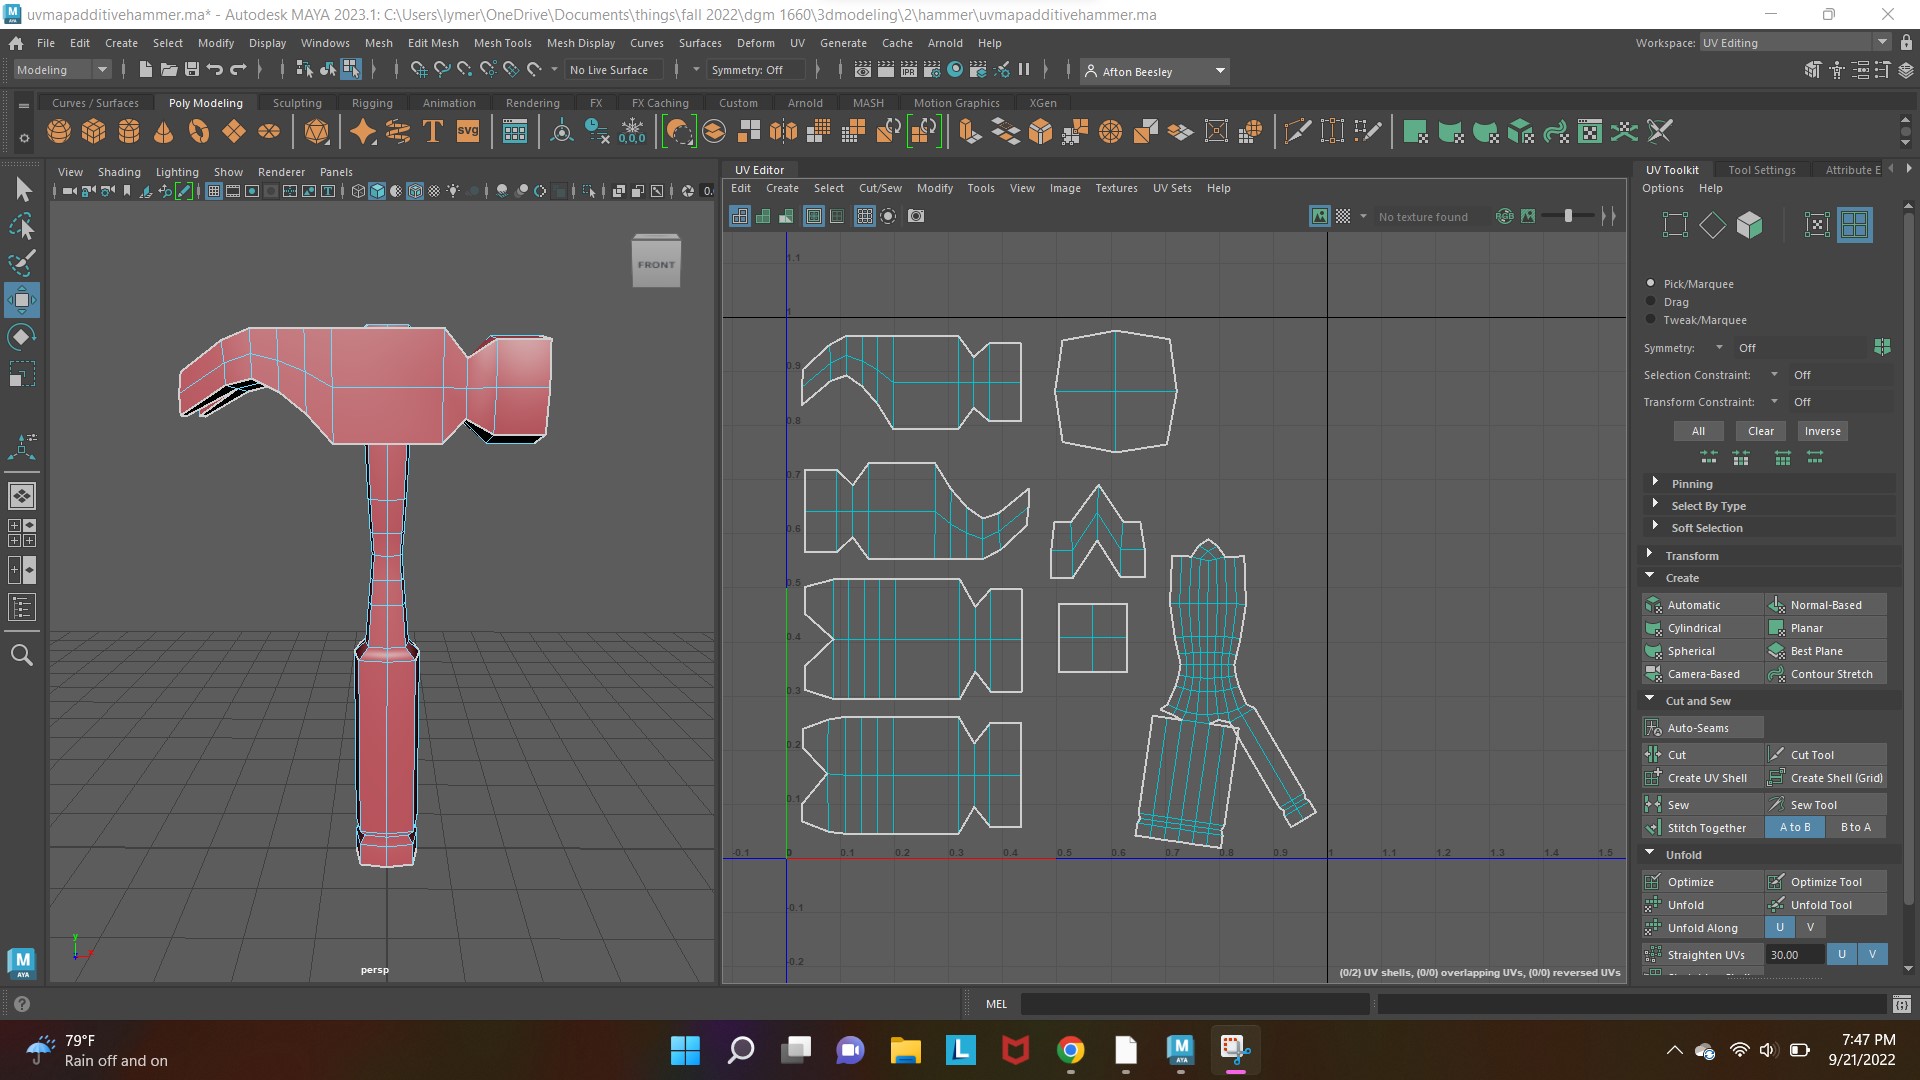 uvmapadditivehammer.ma* - Autodesk MAYA 2023.1: C:\Users\lymer\OneDrive\Documents\things\fall 2022\dgm 1660\3dmodeling\2\hammer\uvmapadditivehammer.ma
File Edit Create Select Modify Display Windows Mesh Edit Mesh Mesh Tools Mesh Display Curves Surfaces Deform UV Generate Cache Arnold Help Workspace: UV Editing
Modeling No Live Surface Symmetry: Off IPR Afton Beesley
Curves / Surfaces Poly Modeling Sculpting Rigging Animation Rendering FX FX Caching Custom Arnold MASH Motion Graphics XGen
T SVG 0,0,0
View Shading Lighting Show Renderer Panels
FRONT
persp
UV Editor
Edit Create Select Cut/Sew Modify Tools View Image Textures UV Sets Help
No texture found
1.1
1
0.9
0.8
0.7
0.6
0.5
0.4
0.3
0.2
0.1
-0.1 0 0.1 0.2 0.3 0.4 0.5 0.6 0.7 0.8 0.9 1 1.1 1.2 1.3 1.4 1.5
-0.1
-0.2
(0/2) UV shells, (0/0) overlapping UVs, (0/0) reversed UVs
UV Toolkit Tool Settings Attribute E
Options Help
Pick/Marquee
Drag
Tweak/Marquee
Symmetry: Off
Selection Constraint: Off
Transform Constraint: Off
All Clear Inverse
Pinning
Select By Type
Soft Selection
Transform
Create
Automatic Normal-Based
Cylindrical Planar
Spherical Best Plane
Camera-Based Contour Stretch
Cut and Sew
Auto-Seams
Cut Cut Tool
Create UV Shell Create Shell (Grid)
Sew Sew Tool
Stitch Together A to B B to A
Unfold
Optimize Optimize Tool
Unfold Unfold Tool
Unfold Along U V
Straighten UVs 30.00 U V
MEL
79°F
Rain off and on
7:47 PM
9/21/2022